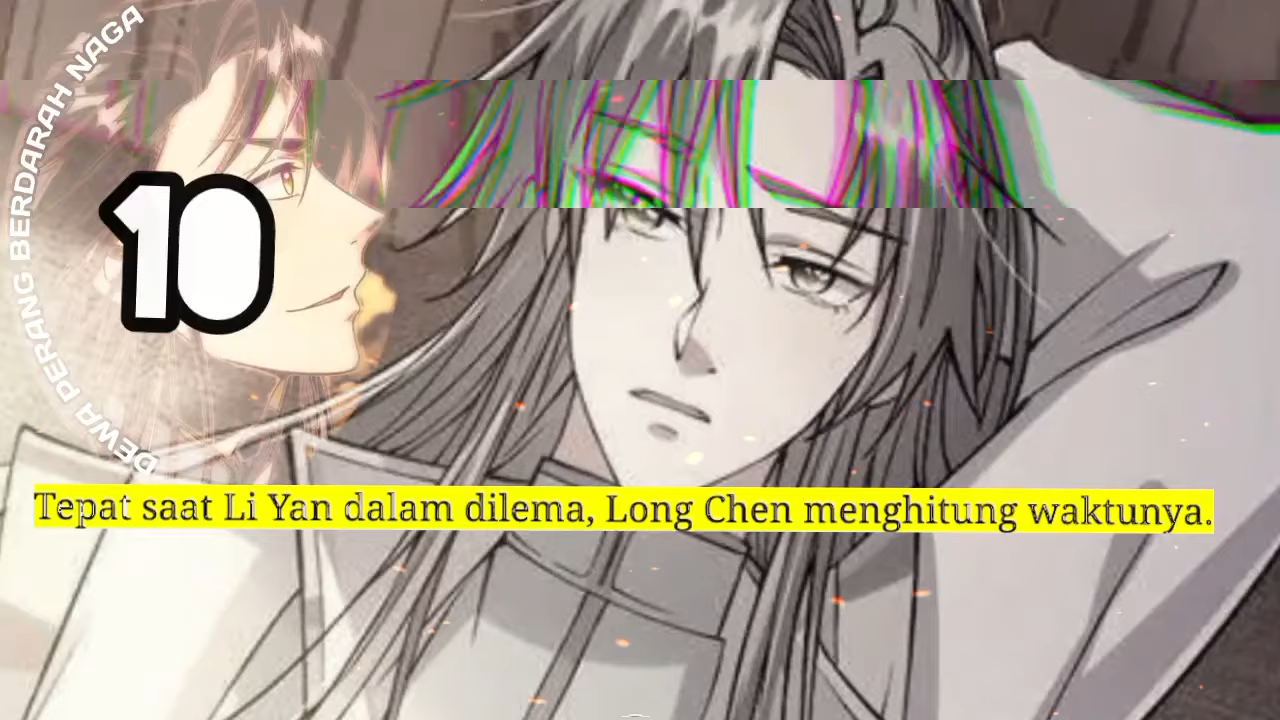 DEWA PERANG BERDARAH NAGA
10
Tepat saat Li Yan dalam dilema, Long Chen menghitung waktunya.